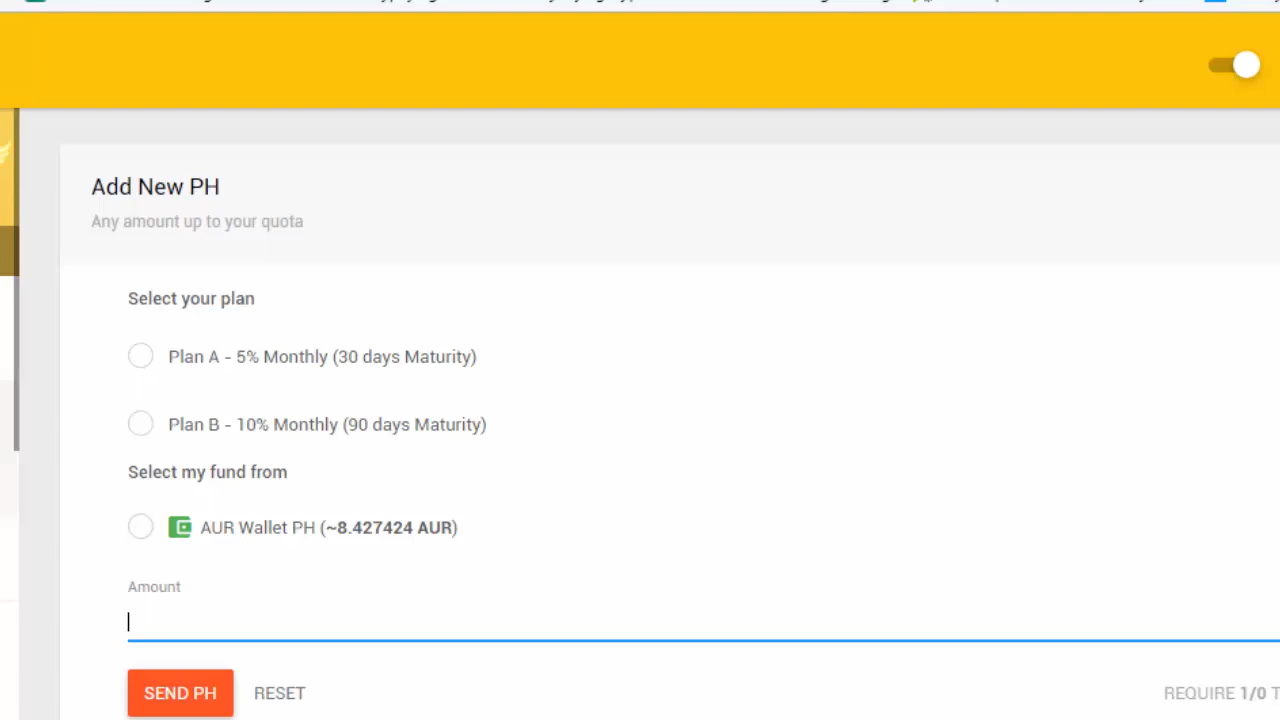 Add New PH
Any amount up to your quota
Select your plan
Plan A - 5% Monthly (30 days Maturity)
Plan B - 10% Monthly (90 days Maturity)
Select my fund from
AUR Wallet PH (~8.427424 AUR)
Amount
SEND PH
RESET
REQUIRE 1/0 T